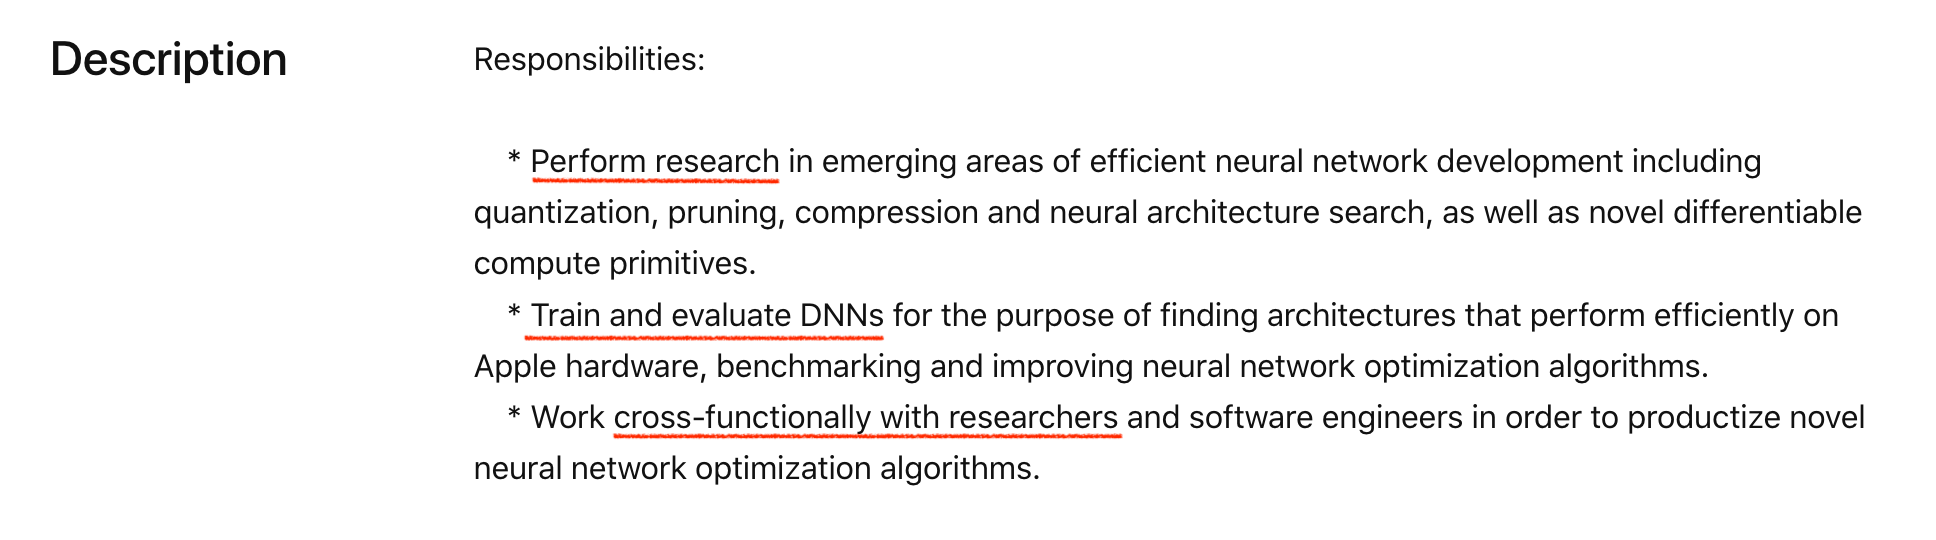 Description
Responsibilities:
* Perform research in emerging areas of efficient neural network development including
quantization, pruning, compression and neural architecture search, as well as novel differentiable
compute primitives.
* Train and evaluate DNNs for the purpose of finding architectures that perform efficiently on
Apple hardware, benchmarking and improving neural network optimization algorithms.
* Work cross-functionally with researchers and software engineers in order to productize novel
neural network optimization algorithms.